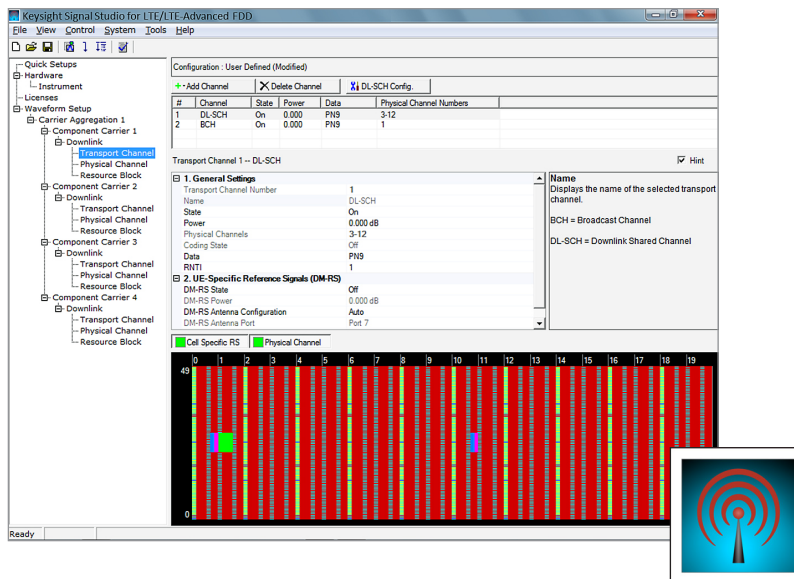 Keysight Signal Studio for LTE/LTE-Advanced FDD
File View Control System Tools Help
Quick Setups
Hardware
Instrument
Licenses
Waveform Setup
Carrier Aggregation 1
Component Carrier 1
Downlink
Transport Channel
Physical Channel
Resource Block
Component Carrier 2
Downlink
Transport Channel
Physical Channel
Resource Block
Component Carrier 3
Downlink
Transport Channel
Physical Channel
Resource Block
Component Carrier 4
Downlink
Transport Channel
Physical Channel
Resource Block
Configuration : User Defined (Modified)
Add Channel Delete Channel DL-SCH Config.
# Channel State Power Data Physical Channel Numbers
1 DL-SCH On 0.000 PN9 3-12
2 BCH On 0.000 PN9 1
Transport Channel 1 -- DL-SCH Hint
1. General Settings
Transport Channel Number 1
Name DL-SCH
State On
Power 0.000 dB
Physical Channels 3-12
Coding State Off
Data PN9
RNTI 1
2. UE-Specific Reference Signals (DM-RS)
DM-RS State Off
DM-RS Power 0.000 dB
DM-RS Antenna Configuration Auto
DM-RS Antenna Port Port 7
Name
Displays the name of the selected transport
channel.
BCH = Broadcast Channel
DL-SCH = Downlink Shared Channel
Cell Specific RS Physical Channel
0 1 2 3 4 5 6 7 8 9 10 11 12 13 14 15 16 17 18 19
49
0
Ready